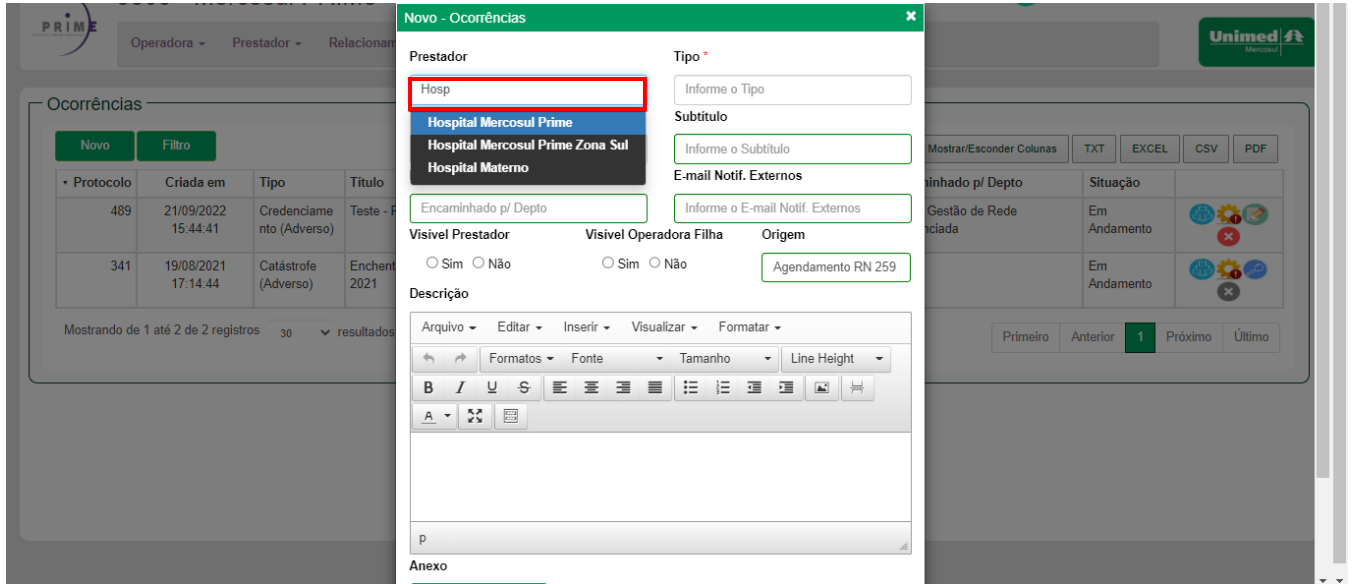 PRIME
Operadora Prestador Relacionam
Unimed
Mercosul
Novo - Ocorrências
Prestador Tipo *
Hosp Informe o Tipo
Hospital Mercosul Prime
Hospital Mercosul Prime Zona Sul
Hospital Materno
Subtítulo
Informe o Subtítulo
E-mail Notif. Externos
Encaminhado p/ Depto Informe o E-mail Notif. Externos
Visível Prestador Visível Operadora Filha Origem
Sim Não Sim Não Agendamento RN 259
Descrição
Arquivo Editar Inserir Visualizar Formatar
Formatos Fonte Tamanho Line Height
B I U S
A
p
Anexo
Ocorrências
Novo Filtro Mostrar/Esconder Colunas TXT EXCEL CSV PDF
Protocolo Criada em Tipo Título inhado p/ Depto Situação
489 21/09/2022 Credenciame Teste - Gestão de Rede Em
15:44:41 nto (Adverso) nciada Andamento
341 19/08/2021 Catástrofe Enchent Em
17:14:44 (Adverso) 2021 Andamento
Mostrando de 1 até 2 de 2 registros 30 resultados Primeiro Anterior 1 Próximo Último